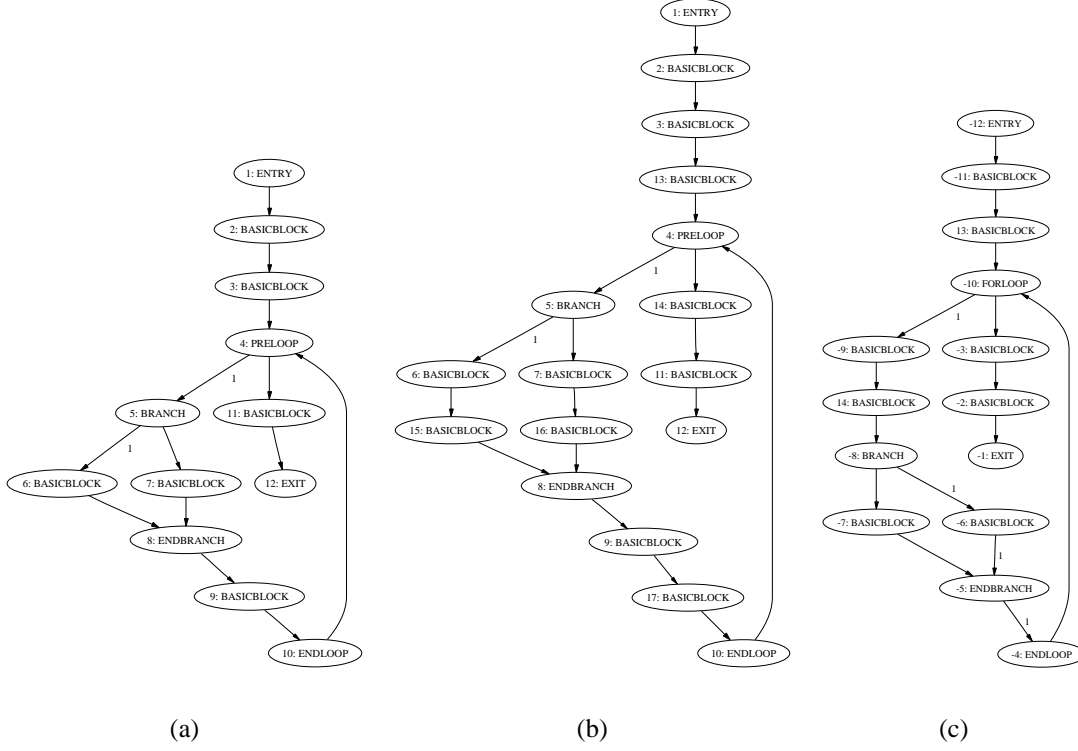 1: ENTRY
2: BASICBLOCK
3: BASICBLOCK
4: PRELOOP
1
5: BRANCH
11: BASICBLOCK
1
6: BASICBLOCK
7: BASICBLOCK
12: EXIT
8: ENDBRANCH
9: BASICBLOCK
10: ENDLOOP
(a)
1: ENTRY
2: BASICBLOCK
3: BASICBLOCK
13: BASICBLOCK
4: PRELOOP
1
5: BRANCH
14: BASICBLOCK
1
6: BASICBLOCK
7: BASICBLOCK
11: BASICBLOCK
15: BASICBLOCK
16: BASICBLOCK
12: EXIT
8: ENDBRANCH
9: BASICBLOCK
17: BASICBLOCK
10: ENDLOOP
(b)
-12: ENTRY
-11: BASICBLOCK
13: BASICBLOCK
-10: FORLOOP
1
-9: BASICBLOCK
-3: BASICBLOCK
14: BASICBLOCK
-2: BASICBLOCK
-8: BRANCH
-1: EXIT
1
-7: BASICBLOCK
-6: BASICBLOCK
1
-5: ENDBRANCH
1
-4: ENDLOOP
(c)